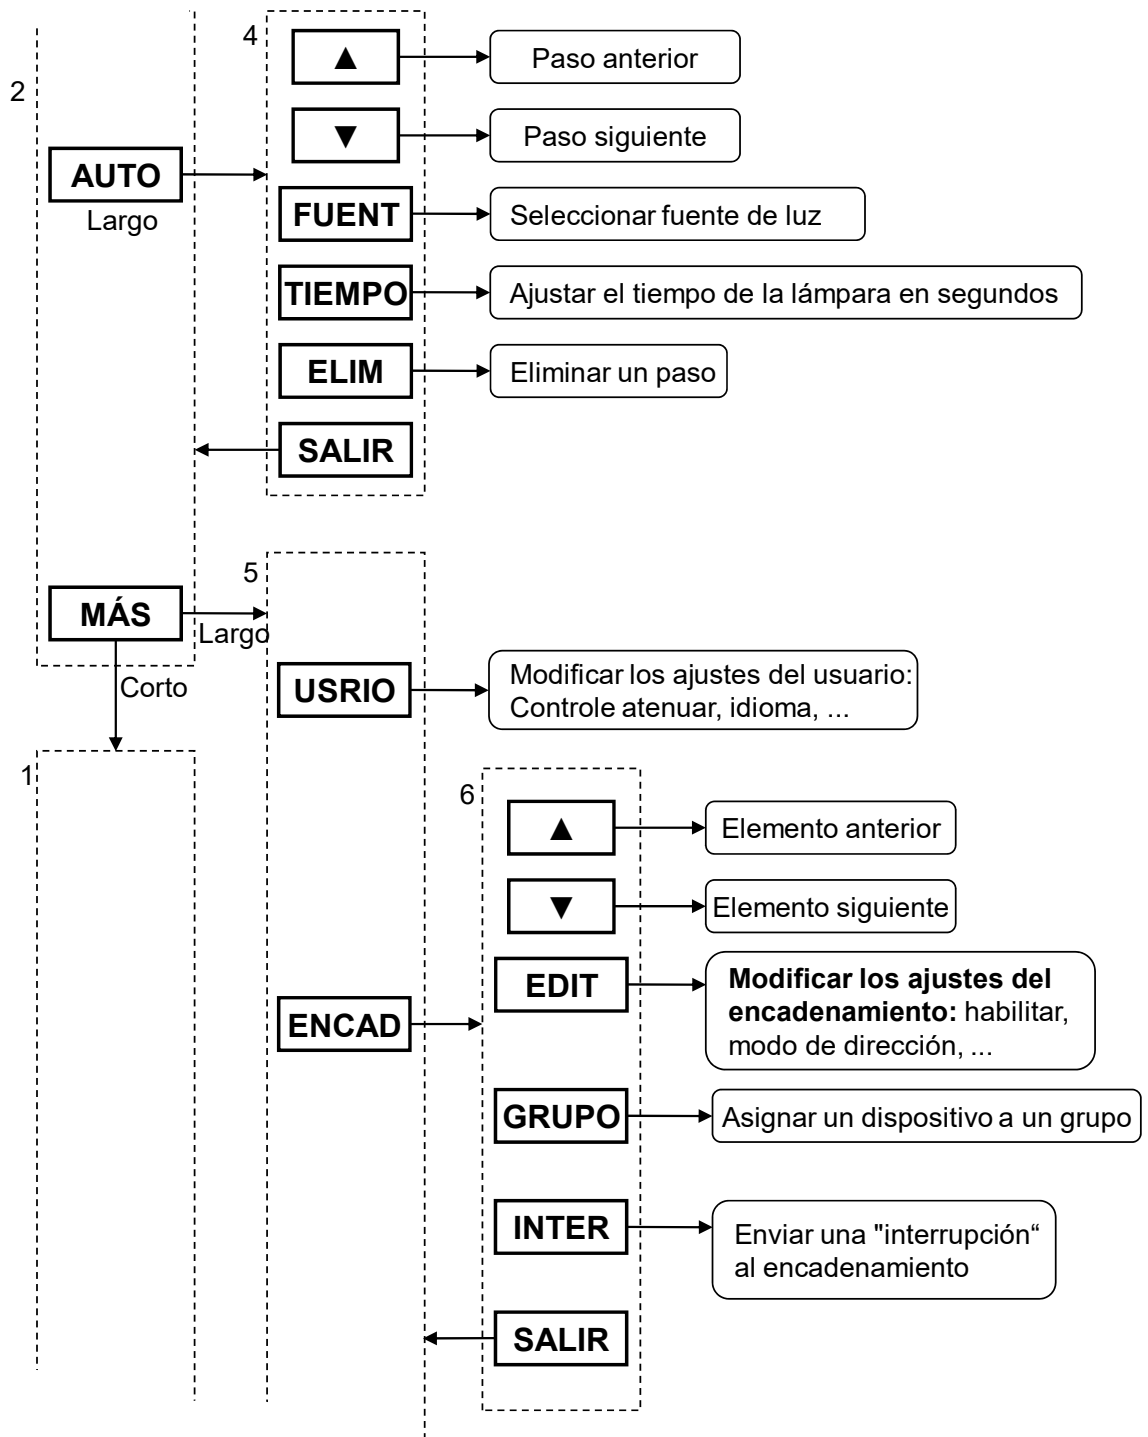 4
▲
Paso anterior
2
▼
Paso siguiente
AUTO
Largo
FUENT
Seleccionar fuente de luz
TIEMPO
Ajustar el tiempo de la lámpara en segundos
ELIM
Eliminar un paso
SALIR
5
MÁS
Largo
Corto
USRIO
Modificar los ajustes del usuario:
Controle atenuar, idioma, ...
1
6
▲
Elemento anterior
▼
Elemento siguiente
EDIT
Modificar los ajustes del
encadenamiento: habilitar,
modo de dirección, ...
ENCAD
GRUPO
Asignar un dispositivo a un grupo
INTER
Enviar una "interrupción“
al encadenamiento
SALIR